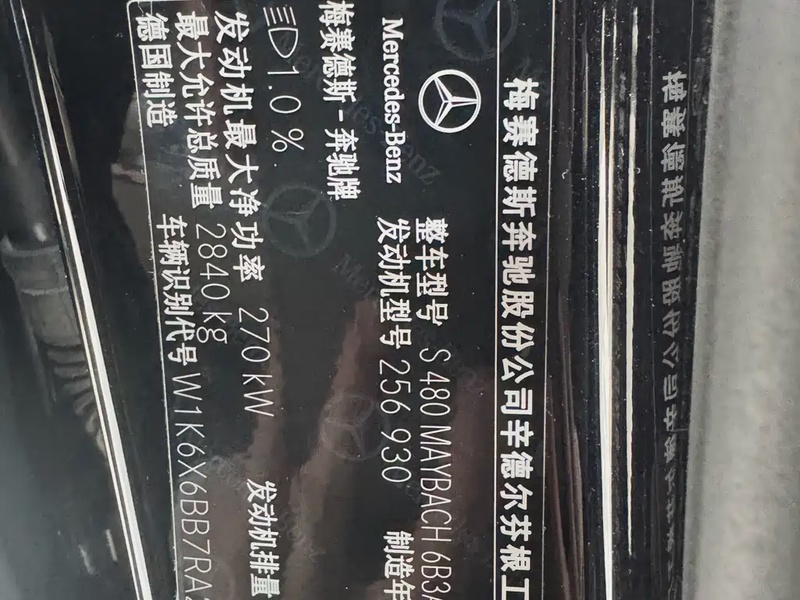 梅赛德斯奔驰股份公司辛德尔芬根工
Mercedes-Benz
整车型号 S 480 MAYBACH 6B3A
发动机型号 256 930
制造年
梅赛德斯-奔驰牌
1.0 %
发动机最大净功率 270 kW
发动机排量
最大允许总质量 2840 kg
德国制造
车辆识别代号 W1K6X6BB7RA